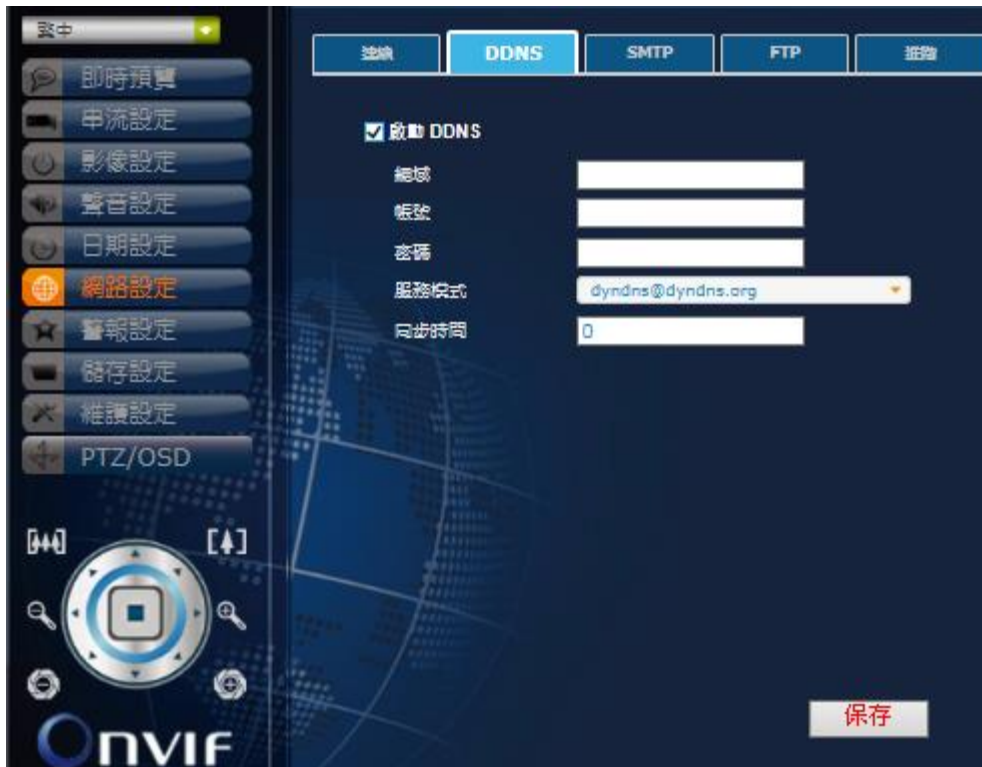 繁中
即時預覽
串流設定
影像設定
聲音設定
日期設定
網路設定
警報設定
儲存設定
維護設定
PTZ/OSD
連線
DDNS
SMTP
FTP
啟動 DDNS
網域
帳號
密碼
服務模式
dyndns@dyndns.org
同步時間
0
保存
ONVIF